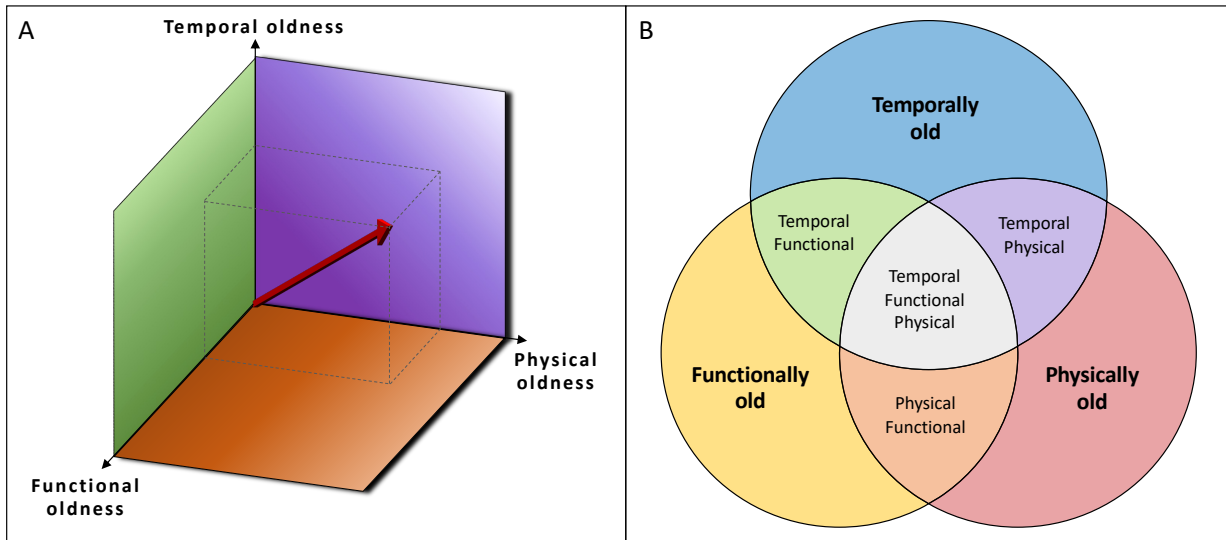 A
Temporal oldness
Physical
oldness
Functional
oldness
B
Temporally
old
Temporal
Functional
Temporal
Physical
Temporal
Functional
Physical
Functionally
old
Physically
old
Physical
Functional